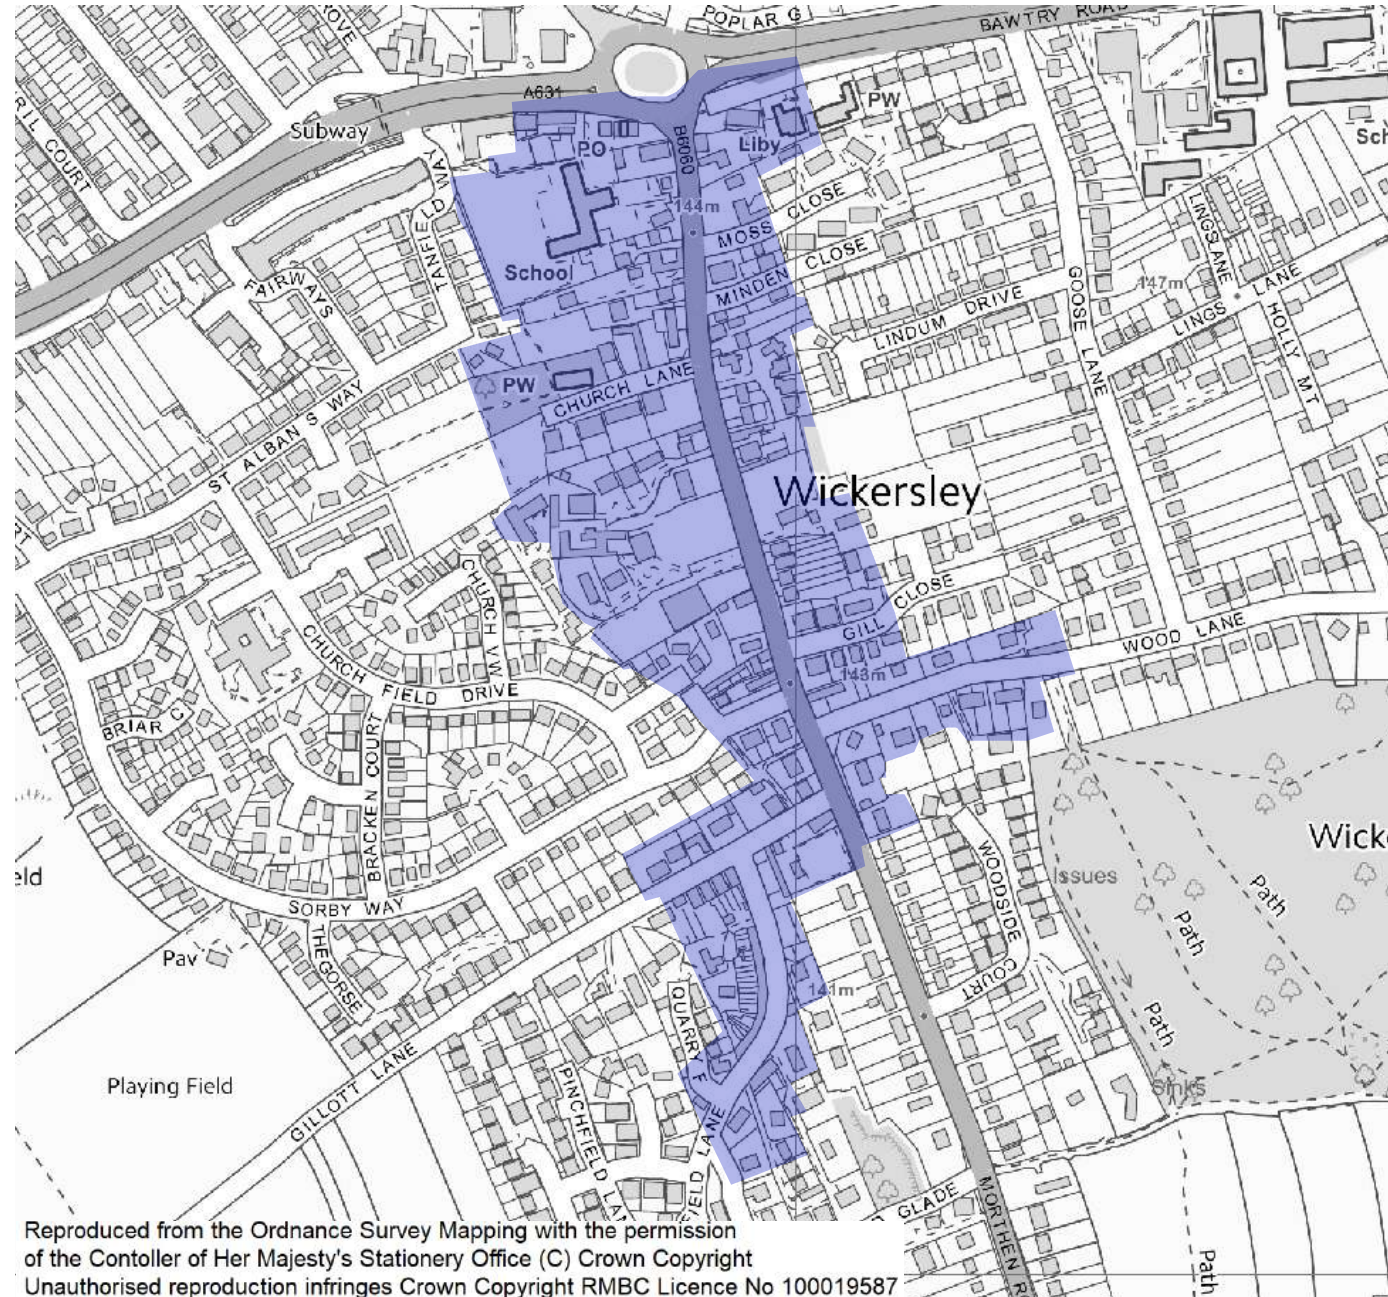 POPLAR G
BAWTRY ROAD
ROVE
A631
Subway
RIL COURT
PO
B6060
Liby
PW
Sch
144m
TANFIELD WAY
MOSS CLOSE
School
MINDEN CLOSE
FAIRWAYS
LINDUM DRIVE
GOOSE LANE
147m
LINGS LANE
LINGS LANE
HOLLY MT
PW
CHURCH LANE
ST ALBAN S WAY
Wickersley
CHURCH VW
GILL CLOSE
WOOD LANE
143m
CHURCH FIELD DRIVE
BRIAR C
BRACKEN COURT
eld
SORBY WAY
THEGORSE
Pav
WOODSIDE COURT
Issues
Path
Path
Wick
141m
QUARRY F
Path
Sinks
Playing Field
GILLOTT LANE
PINCHFIELD LAN
FIELD LANE
GLADE
MORTHEN R
Path
Reproduced from the Ordnance Survey Mapping with the permission
of the Contoller of Her Majesty's Stationery Office (C) Crown Copyright
Unauthorised reproduction infringes Crown Copyright RMBC Licence No 100019587